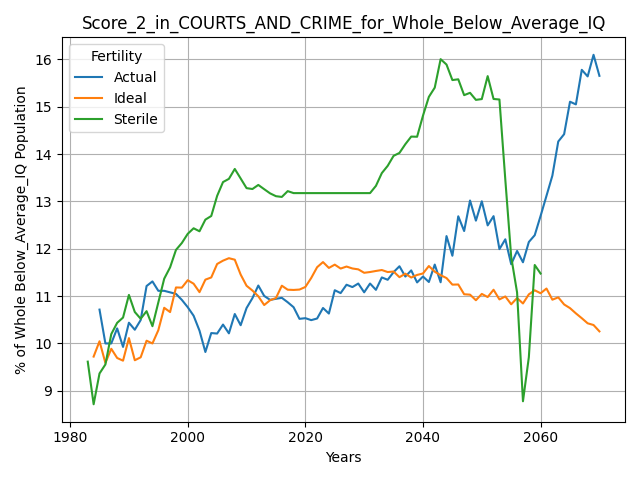 Score_2_in_COURTS_AND_CRIME_for_Whole_Below_Average_IQ
% of Whole Below_Average_IQ Population
16
15
14
13
12
11
10
9
Fertility
Actual
Ideal
Sterile
1980 2000 2020 2040 2060
Years